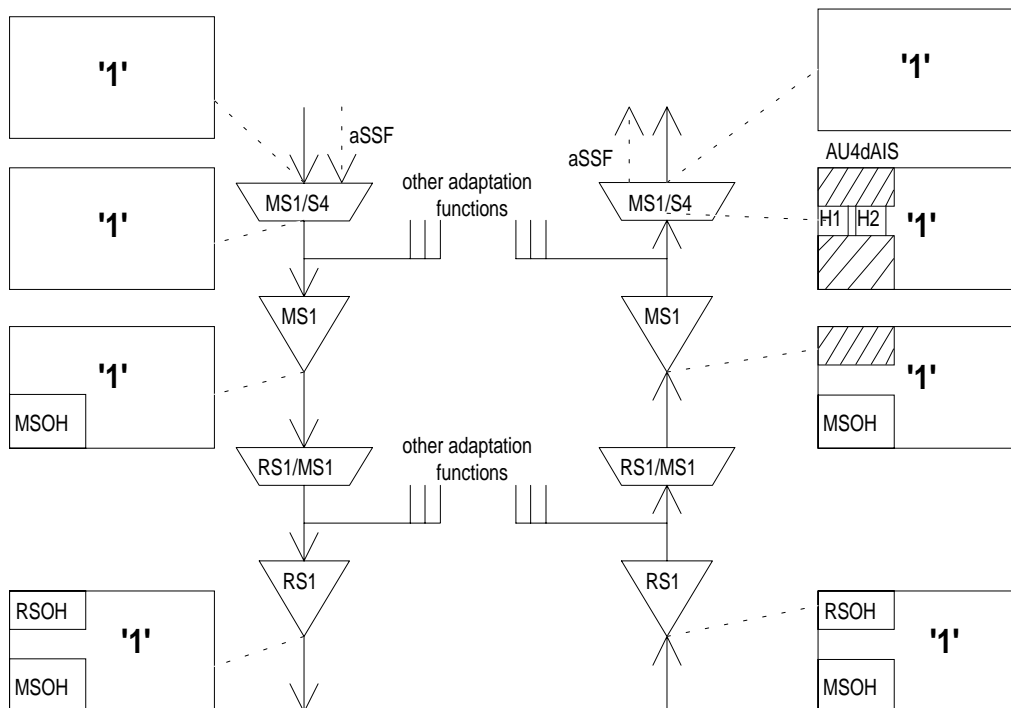 '1'
'1'
aSSF
aSSF
AU4dAIS
'1'
MS1/S4
other adaptation
functions
MS1/S4
H1
H2
'1'
MS1
MS1
'1'
MSOH
'1'
MSOH
RS1/MS1
other adaptation
functions
RS1/MS1
RS1
RS1
RSOH
'1'
MSOH
RSOH
'1'
MSOH